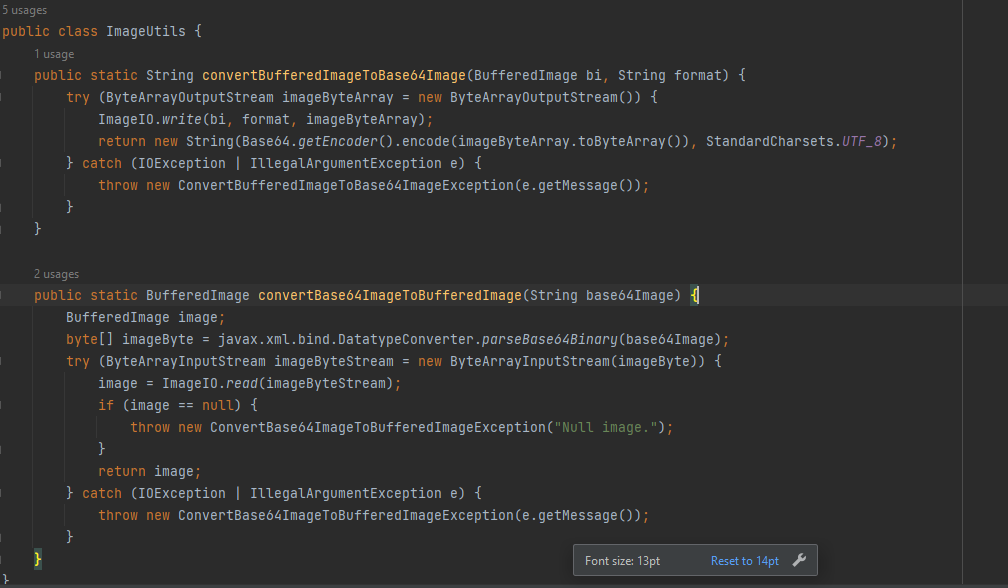 5 usages
public class ImageUtils {
1 usage
public static String convertBufferedImageToBase64Image(BufferedImage bi, String format) {
try (ByteArrayOutputStream imageByteArray = new ByteArrayOutputStream()) {
ImageIO.write(bi, format, imageByteArray);
return new String(Base64.getEncoder().encode(imageByteArray.toByteArray()), StandardCharsets.UTF_8);
} catch (IOException | IllegalArgumentException e) {
throw new ConvertBufferedImageToBase64ImageException(e.getMessage());
}
}
2 usages
public static BufferedImage convertBase64ImageToBufferedImage(String base64Image) {
BufferedImage image;
byte[] imageByte = javax.xml.bind.DatatypeConverter.parseBase64Binary(base64Image);
try (ByteArrayInputStream imageByteStream = new ByteArrayInputStream(imageByte)) {
image = ImageIO.read(imageByteStream);
if (image == null) {
throw new ConvertBase64ImageToBufferedImageException("Null image.");
}
return image;
} catch (IOException | IllegalArgumentException e) {
throw new ConvertBase64ImageToBufferedImageException(e.getMessage());
}
}
}
Font size: 13pt Reset to 14pt